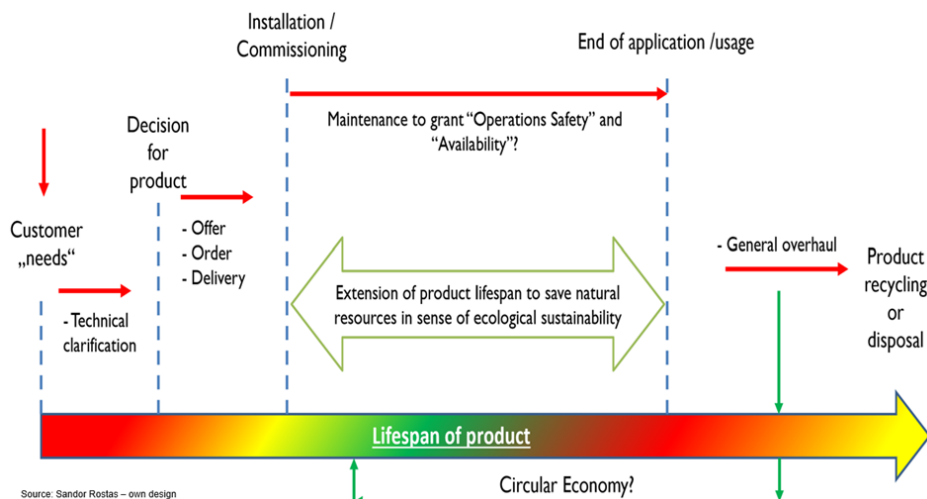 Installation /
Commissioning
End of application /usage
Maintenance to grant “Operations Safety” and
“Availability”?
Decision
for
product
- Offer
- Order
- Delivery
Customer
„needs“
- Technical
clarification
Extension of product lifespan to save natural
resources in sense of ecological sustainability
- General overhaul
Product
recycling
or
disposal
Lifespan of product
Circular Economy?
Source: Sandor Rostas – own design